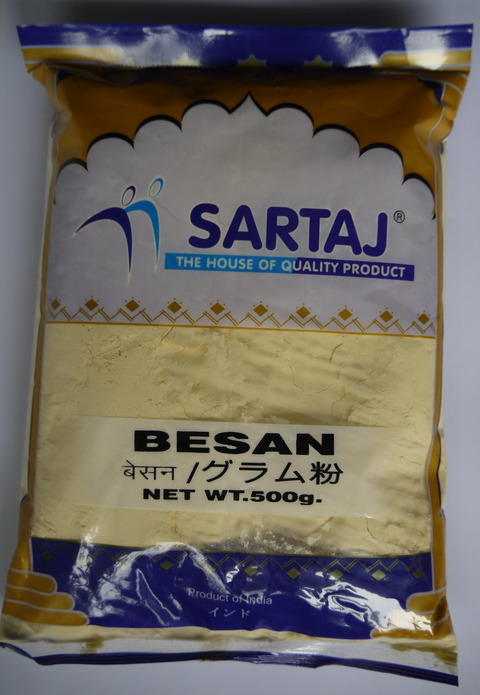 SARTAJ®
THE HOUSE OF QUALITY PRODUCT
BESAN
बेसन /グラム粉
NET WT.500g.
Product of India
インド